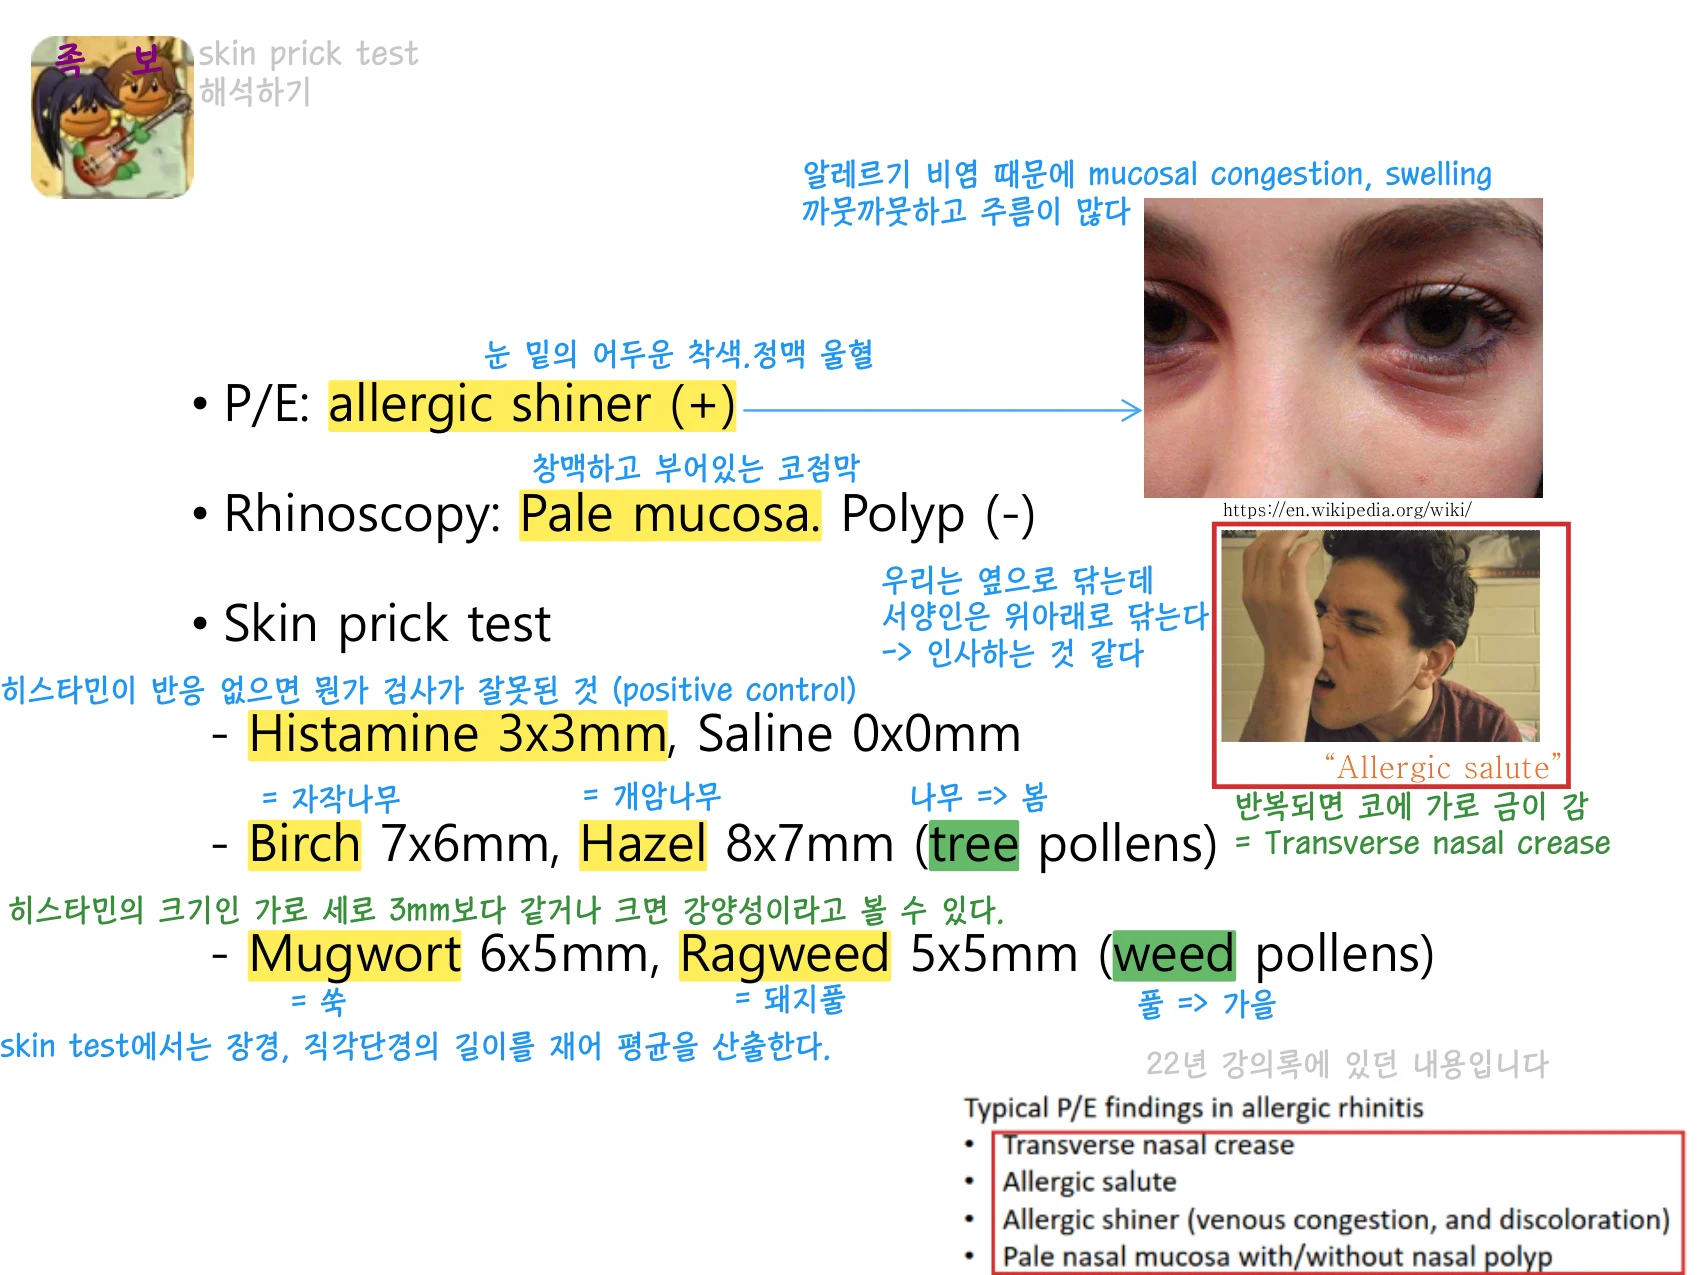 족 보
skin prick test
해석하기
알레르기 비염 때문에 mucosal congestion, swelling
까뭇까뭇하고 주름이 많다
눈 밑의 어두운 착색.정맥 울혈
• P/E: allergic shiner (+)
창맥하고 부어있는 코점막
• Rhinoscopy: Pale mucosa. Polyp (-)
https://en.wikipedia.org/wiki/
우리는 옆으로 닦는데
서양인은 위아래로 닦는다
-> 인사하는 것 같다
• Skin prick test
히스타민이 반응 없으면 뭔가 검사가 잘못된 것 (positive control)
- Histamine 3x3mm, Saline 0x0mm
“Allergic salute”
반복되면 코에 가로 금이 감
= Transverse nasal crease
= 자작나무 = 개암나무 나무 => 봄
- Birch 7x6mm, Hazel 8x7mm (tree pollens)
히스타민의 크기인 가로 세로 3mm보다 같거나 크면 강양성이라고 볼 수 있다.
- Mugwort 6x5mm, Ragweed 5x5mm (weed pollens)
= 쑥 = 돼지풀 풀 => 가을
skin test에서는 장경, 직각단경의 길이를 재어 평균을 산출한다.
22년 강의록에 있던 내용입니다
Typical P/E findings in allergic rhinitis
• Transverse nasal crease
• Allergic salute
• Allergic shiner (venous congestion, and discoloration)
• Pale nasal mucosa with/without nasal polyp